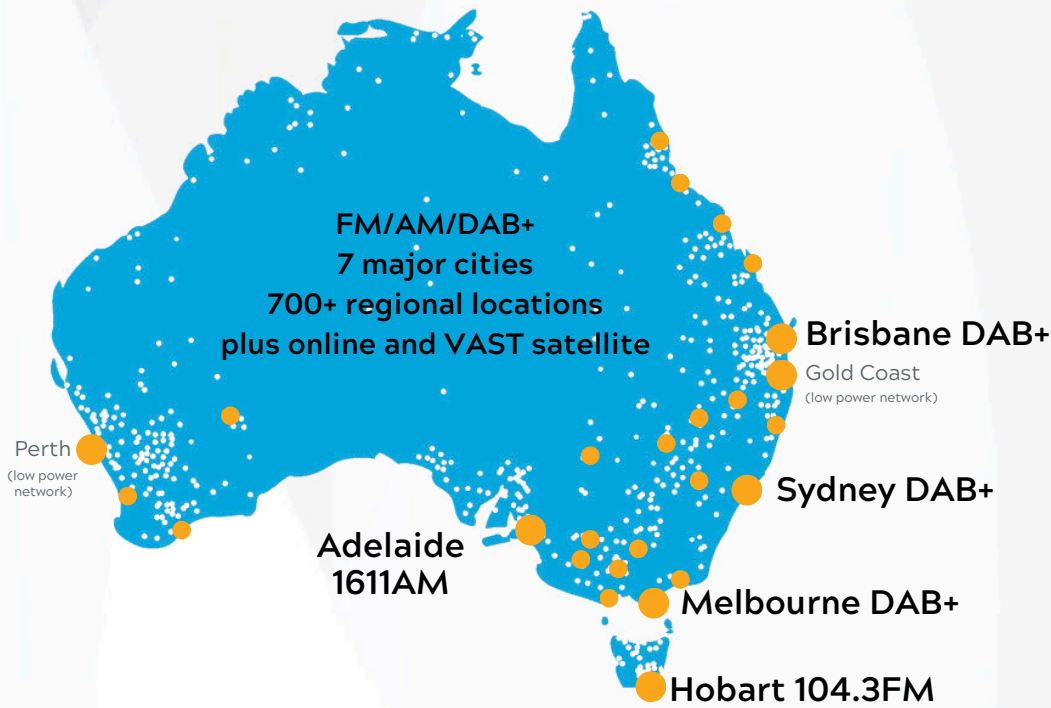 FM/AM/DAB+
7 major cities
700+ regional locations
plus online and VAST satellite
Brisbane DAB+
Gold Coast
(low power network)
Perth
(low power
network)
Sydney DAB+
Adelaide
1611AM
Melbourne DAB+
Hobart 104.3FM